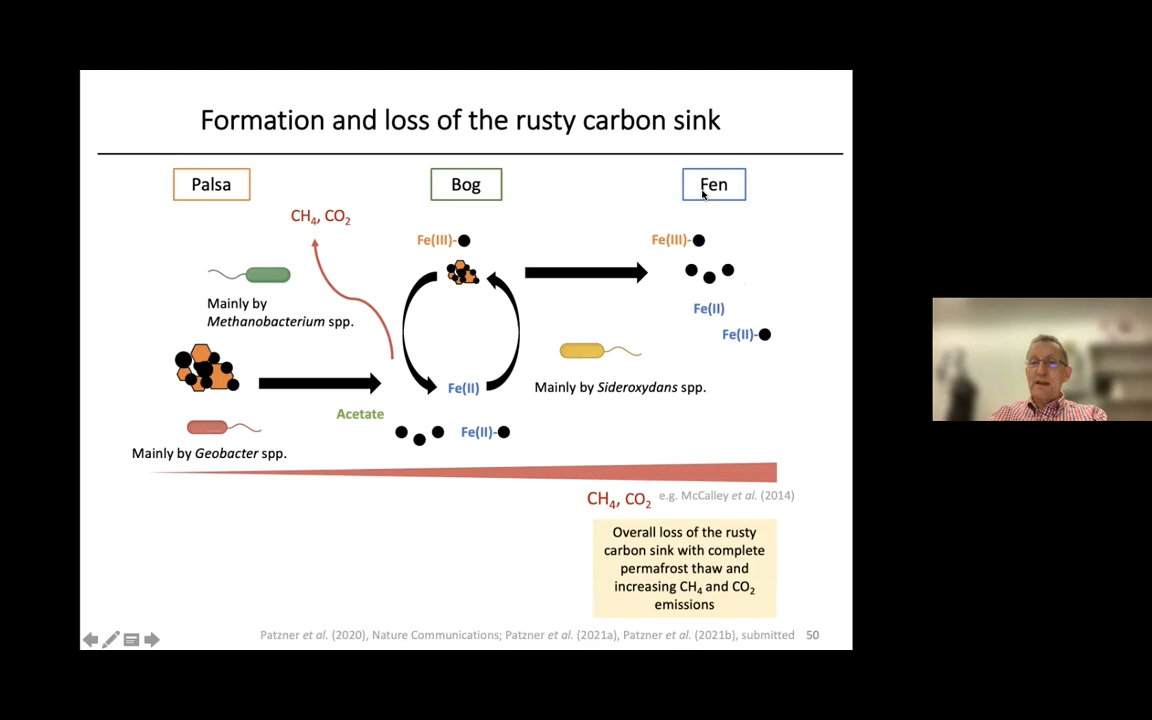 Formation and loss of the rusty carbon sink
Palsa
Bog
Fen
CH₄, CO₂
Fe(III)-
Fe(III)-
Mainly by
Methanobacterium spp.
Fe(II)
Fe(II)-
Mainly by Sideroxydans spp.
Fe(II)
Acetate
Fe(II)-
Mainly by Geobacter spp.
CH₄, CO₂ e.g. McCalley et al. (2014)
Overall loss of the rusty
carbon sink with complete
permafrost thaw and
increasing CH₄ and CO₂
emissions
Patzner et al. (2020), Nature Communications; Patzner et al. (2021a), Patzner et al. (2021b), submitted 50